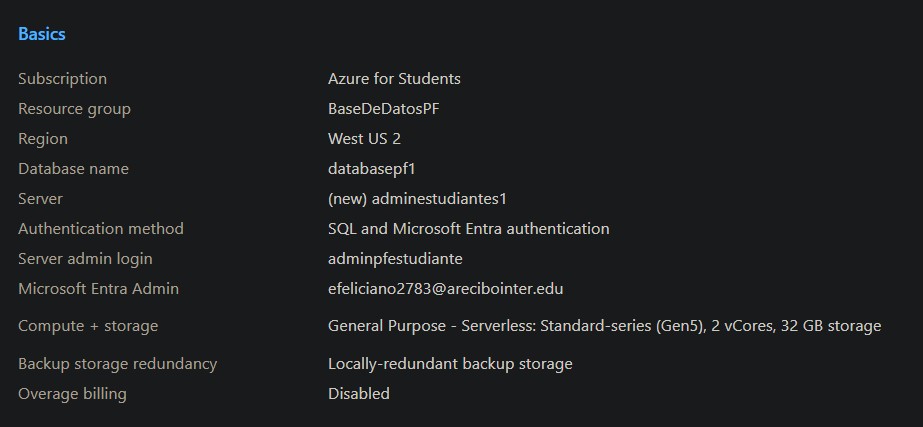 Basics
Subscription Azure for Students
Resource group BaseDeDatosPF
Region West US 2
Database name databasepf1
Server (new) adminestudiantes1
Authentication method SQL and Microsoft Entra authentication
Server admin login adminpfestudiante
Microsoft Entra Admin efeliciano2783@arecibointer.edu
Compute + storage General Purpose - Serverless: Standard-series (Gen5), 2 vCores, 32 GB storage
Backup storage redundancy Locally-redundant backup storage
Overage billing Disabled